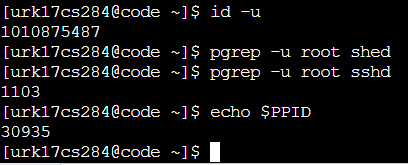 [urk17cs284@code ~]$ id -u
1010875487
[urk17cs284@code ~]$ pgrep -u root shed
[urk17cs284@code ~]$ pgrep -u root sshd
1103
[urk17cs284@code ~]$ echo $PPID
30935
[urk17cs284@code ~]$